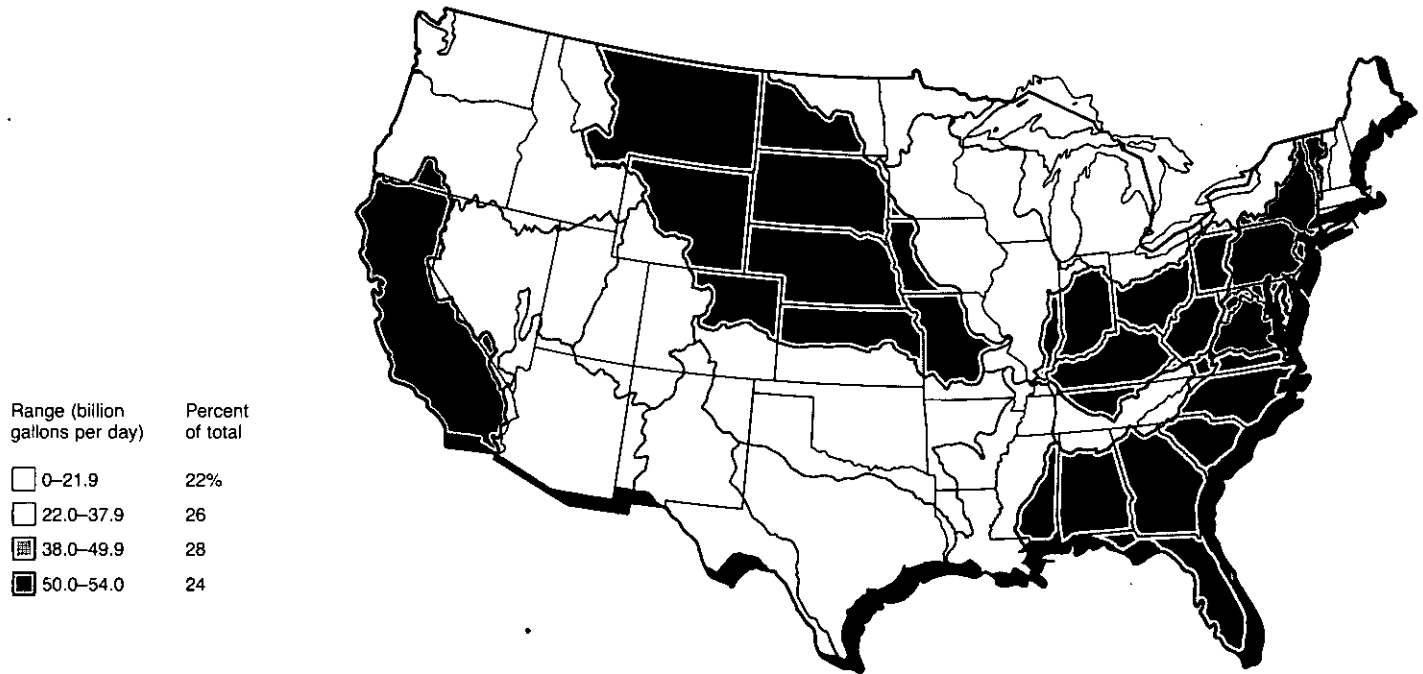 Range (billion gallons per day) Percent of total
0–21.9 22%
22.0–37.9 26
38.0–49.9 28
50.0–54.0 24